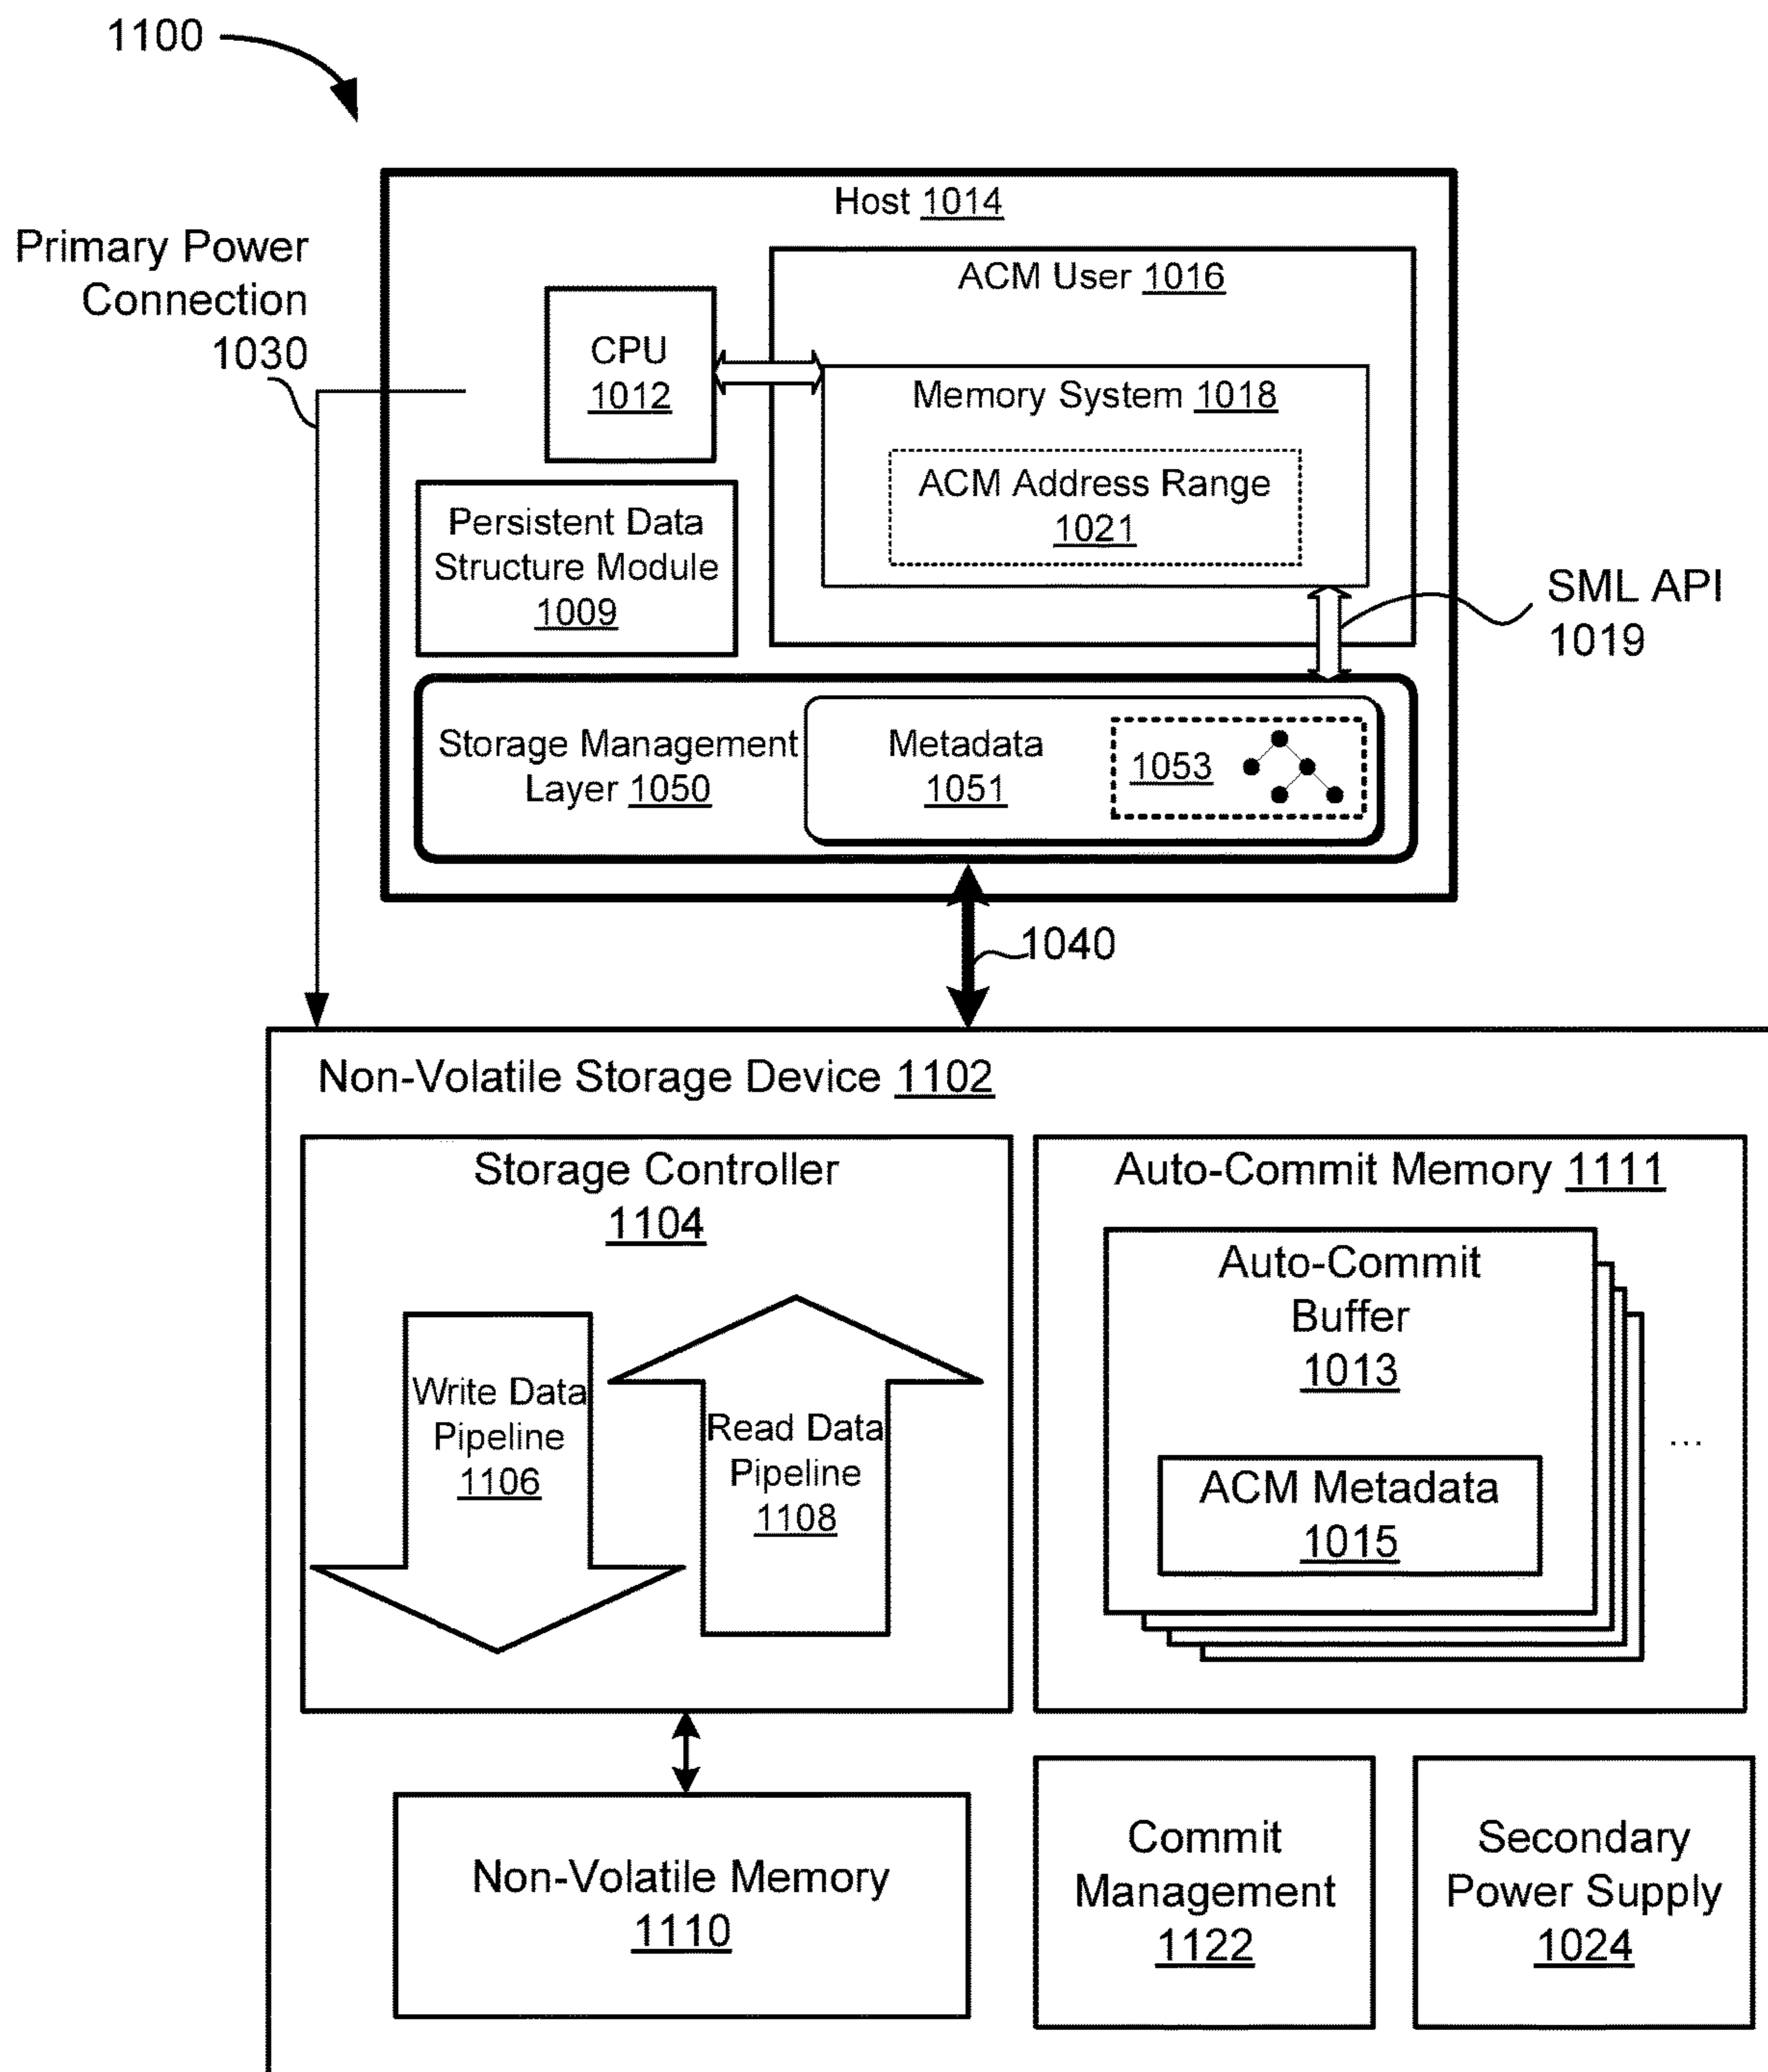 1100
Host 1014
Primary Power
Connection
1030
ACM User 1016
CPU
1012
Memory System 1018
ACM Address Range
1021
Persistent Data
Structure Module
1009
SML API
1019
Storage Management
Layer 1050
Metadata
1051
1053
1040
Non-Volatile Storage Device 1102
Storage Controller
1104
Write Data
Pipeline
1106
Read Data
Pipeline
1108
Auto-Commit Memory 1111
Auto-Commit
Buffer
1013
...
ACM Metadata
1015
Non-Volatile Memory
1110
Commit
Management
1122
Secondary
Power Supply
1024